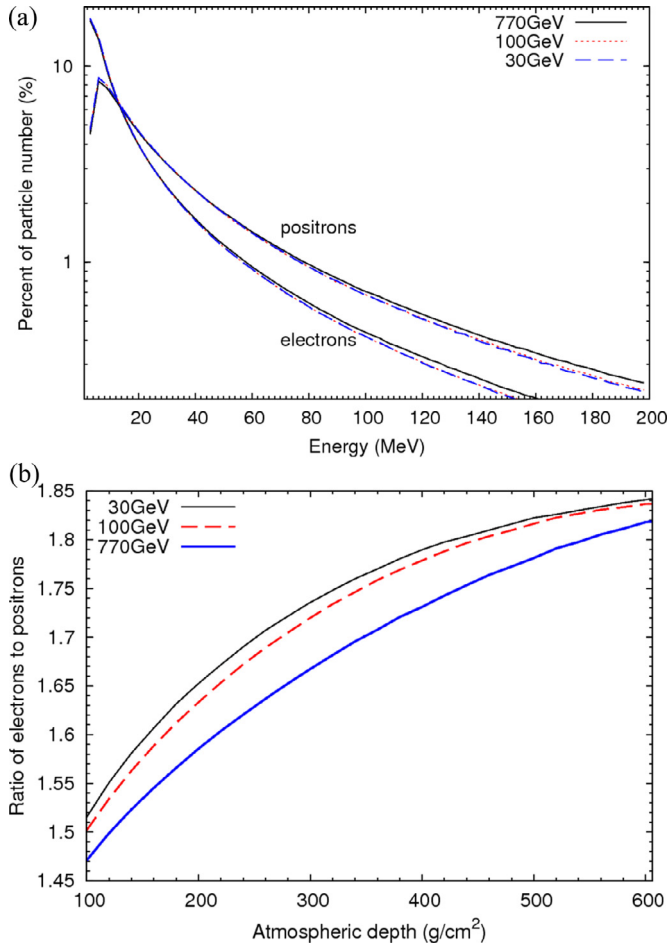 (a)
770GeV
100GeV
30GeV
Percent of particle number (%)
10
1
positrons
electrons
20 40 60 80 100 120 140 160 180 200
Energy (MeV)
(b)
1.85
1.8
1.75
1.7
1.65
1.6
1.55
1.5
1.45
30GeV
100GeV
770GeV
Ratio of electrons to positrons
100 200 300 400 500 600
Atmospheric depth (g/cm²)